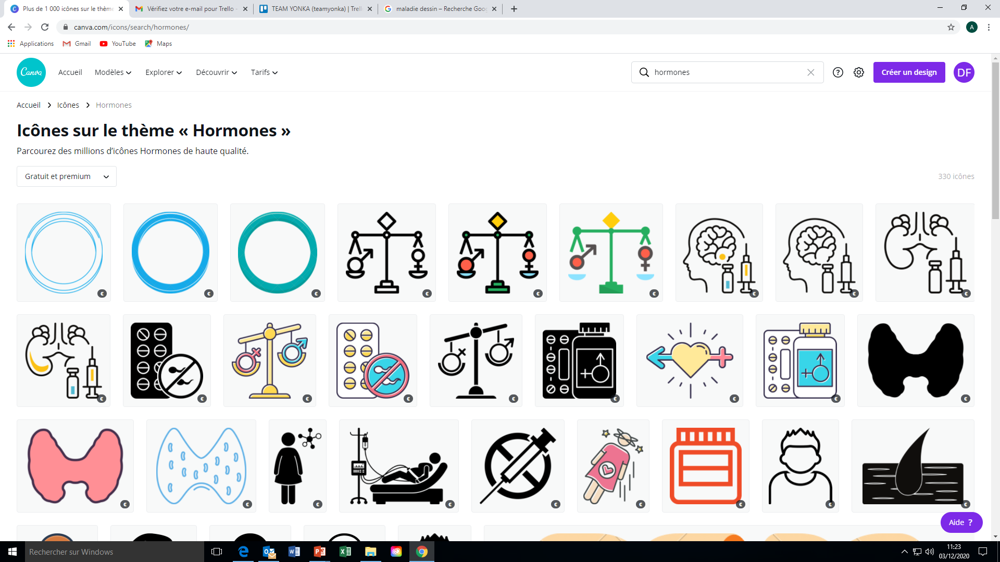 Plus de 1 000 icônes sur le thème
Vérifiez votre e-mail pour Trello -
TEAM YONKA (teamyonka) | Trell
maladie dessin – Recherche Goo
canva.com/icons/search/hormones/
A
Applications
Gmail
YouTube
Maps
Canva
Accueil
Modèles
Explorer
Découvrir
Tarifs
hormones
Créer un design
DF
Accueil > Icônes > Hormones
Icônes sur le thème « Hormones »
Parcourez des millions d’icônes Hormones de haute qualité.
Gratuit et premium
330 icônes
€ € € € € € € € €
€ € € € € € € € €
€ € € € € € € € €
Aide ?
Rechercher sur Windows
11:23
03/12/2020